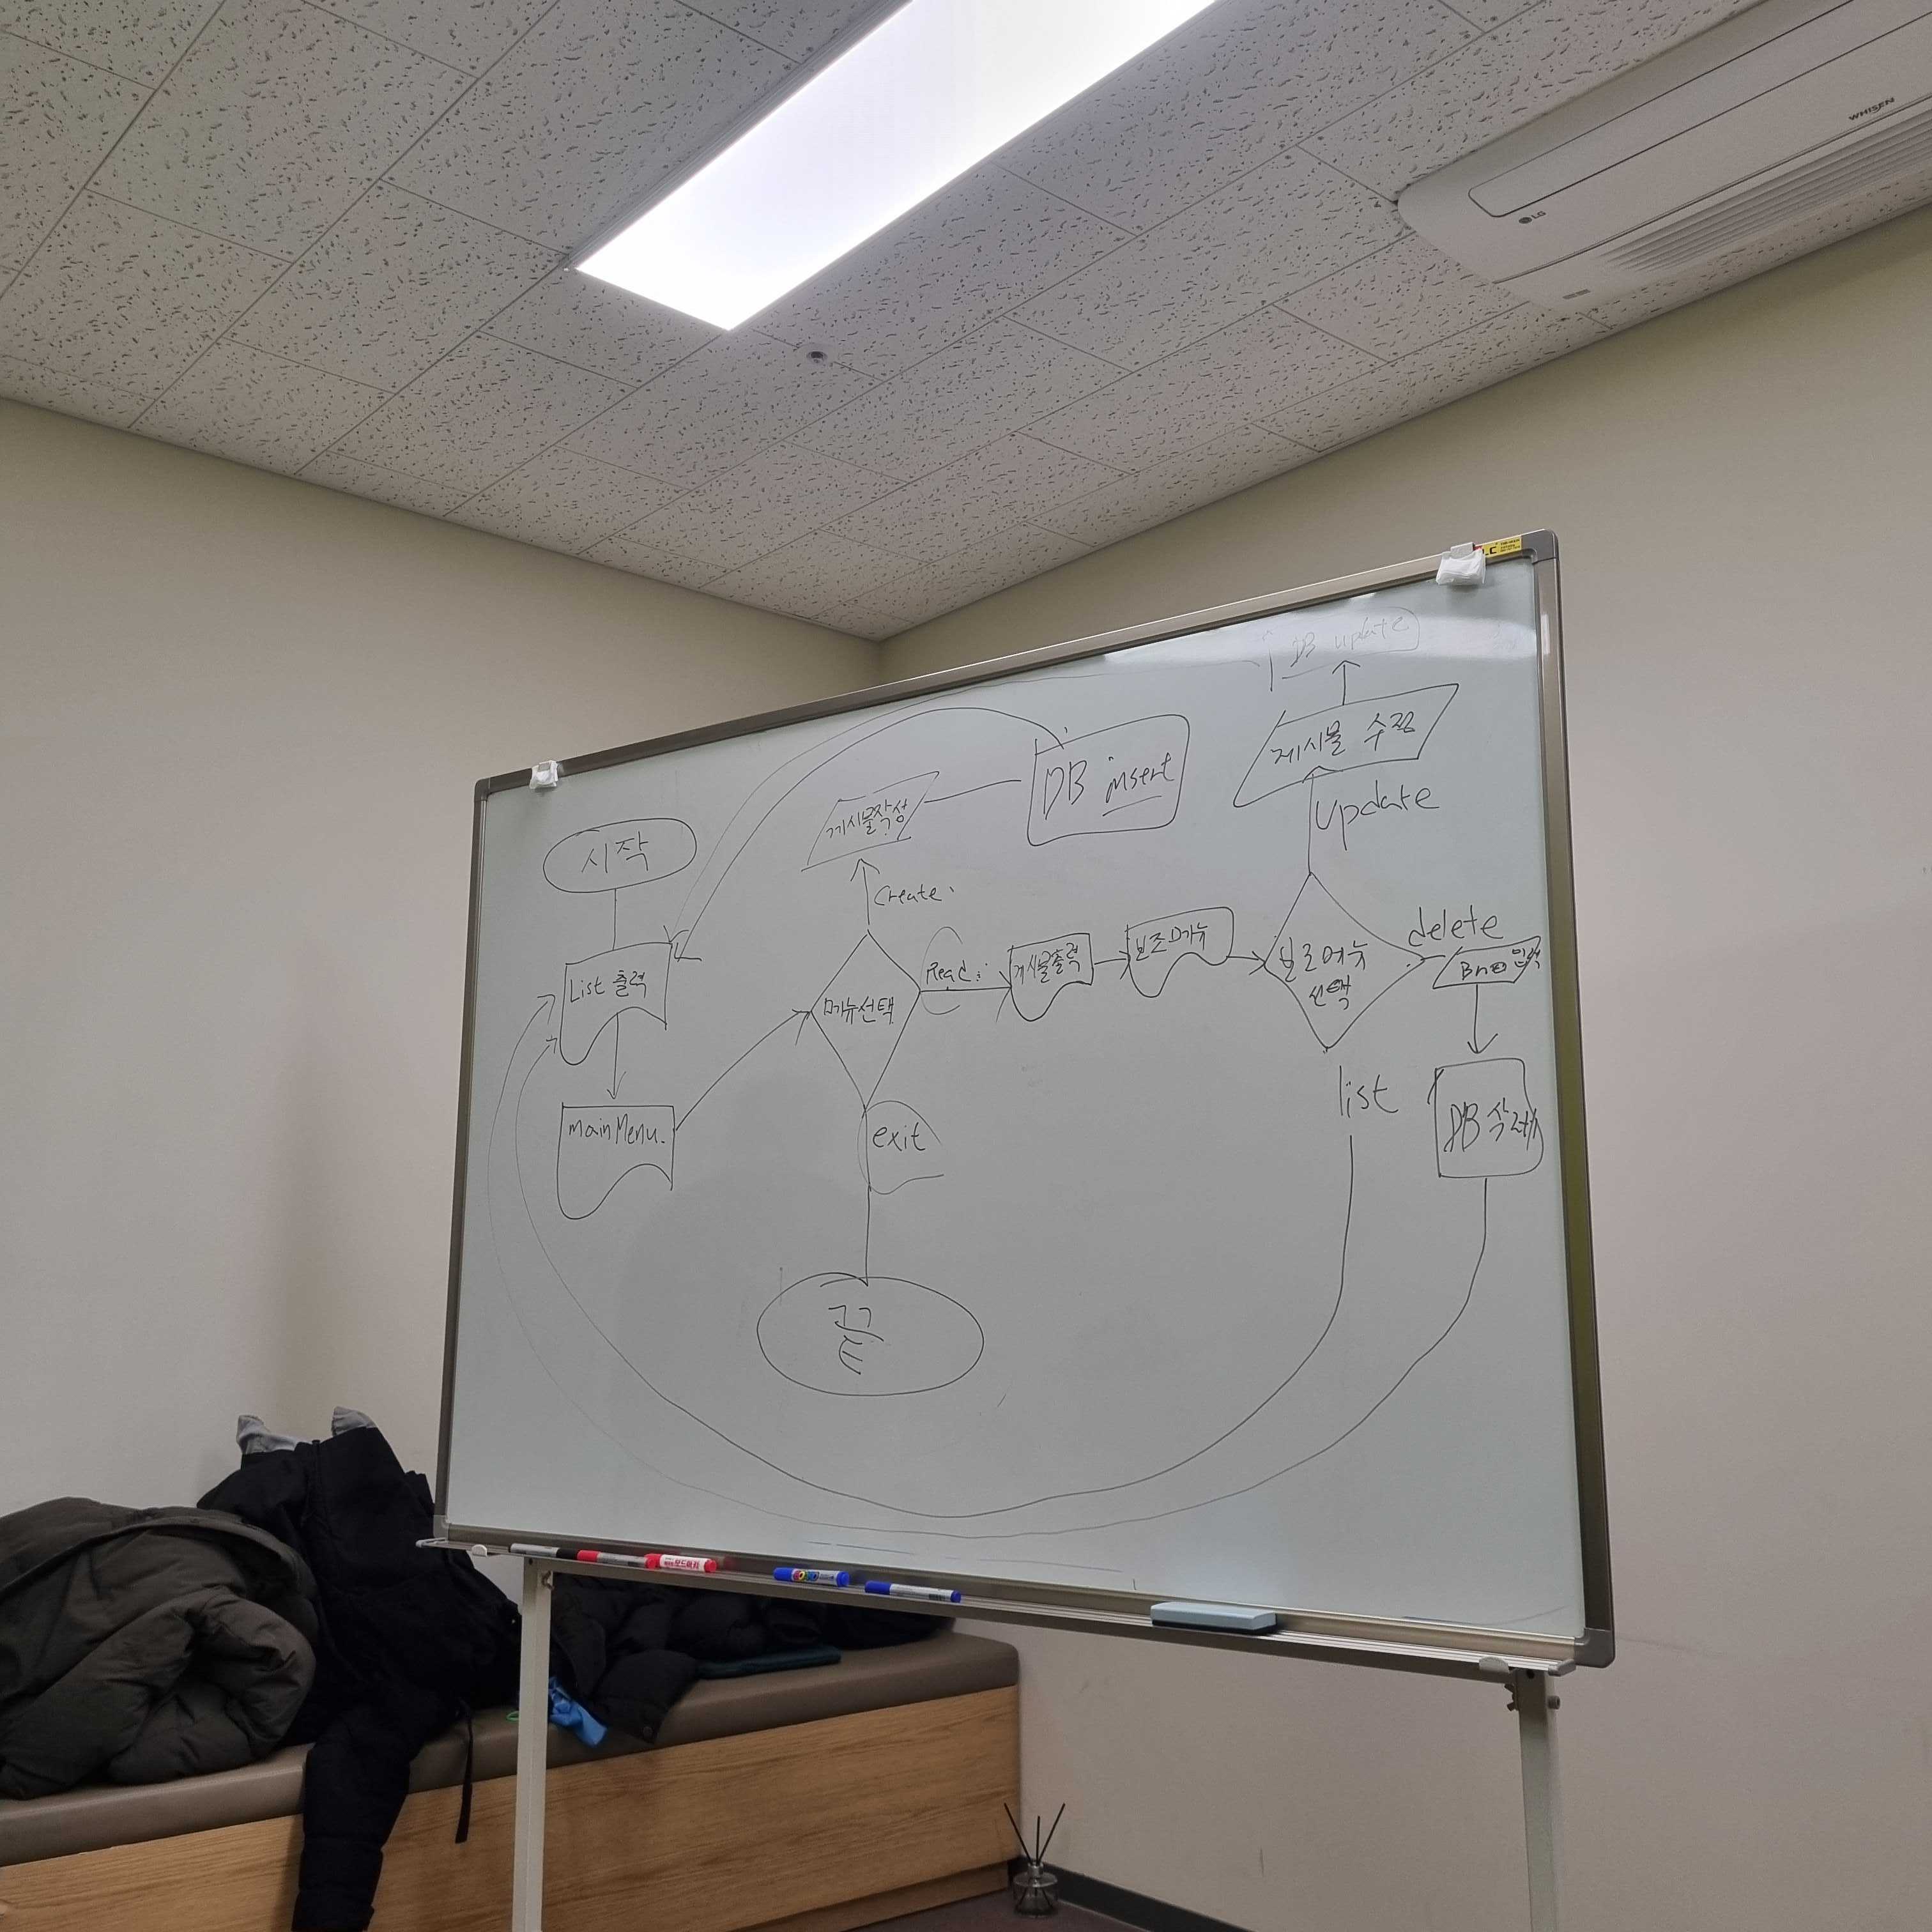 WHISEN
LG
DB update
게시물 수정
update
DB insert
게시물작성
시작
create
delete
List 출력
메뉴선택
Read
게시물출력
보조메뉴
보조메뉴
선택
Bno 입력
mainMenu
exit
list
DB 삭제
끝